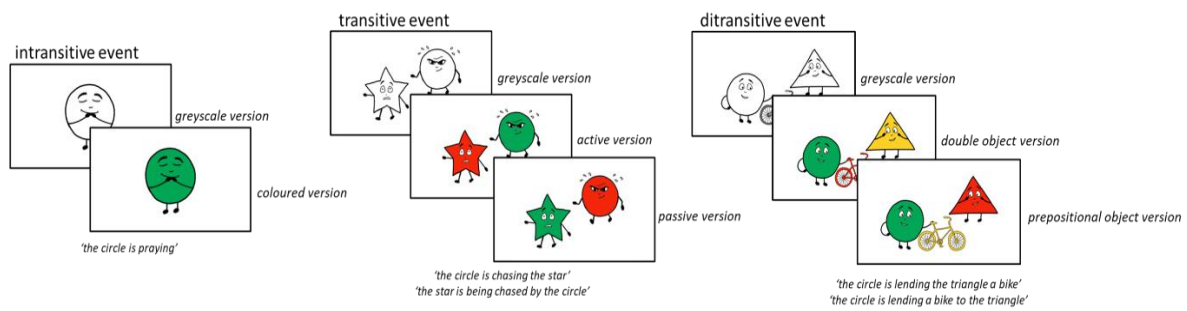 intransitive event
greyscale version
coloured version
'the circle is praying'
transitive event
greyscale version
active version
passive version
'the circle is chasing the star'
'the star is being chased by the circle'
ditransitive event
greyscale version
double object version
prepositional object version
'the circle is lending the triangle a bike'
'the circle is lending a bike to the triangle'